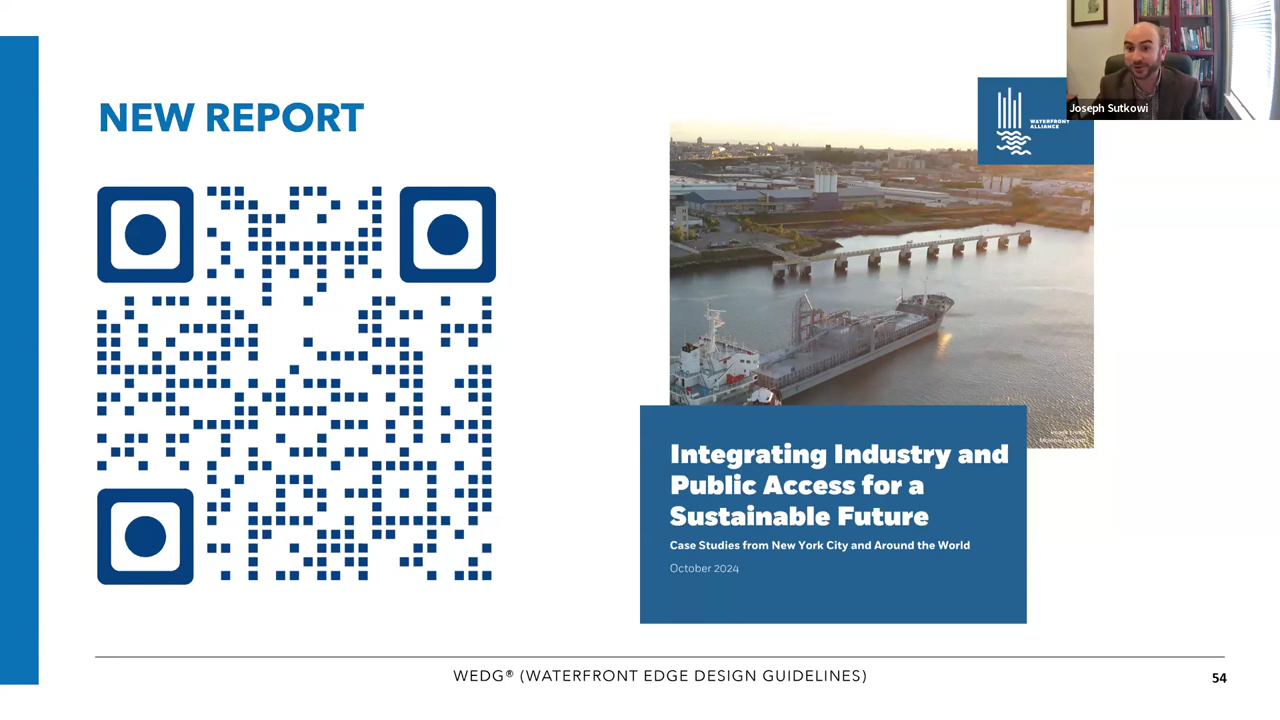 NEW REPORT
Joseph Sutkowi
WATERFRONT
ALLIANCE
Integrating Industry and
Public Access for a
Sustainable Future
Case Studies from New York City and Around the World
October 2024
WEDG® (WATERFRONT EDGE DESIGN GUIDELINES)
54